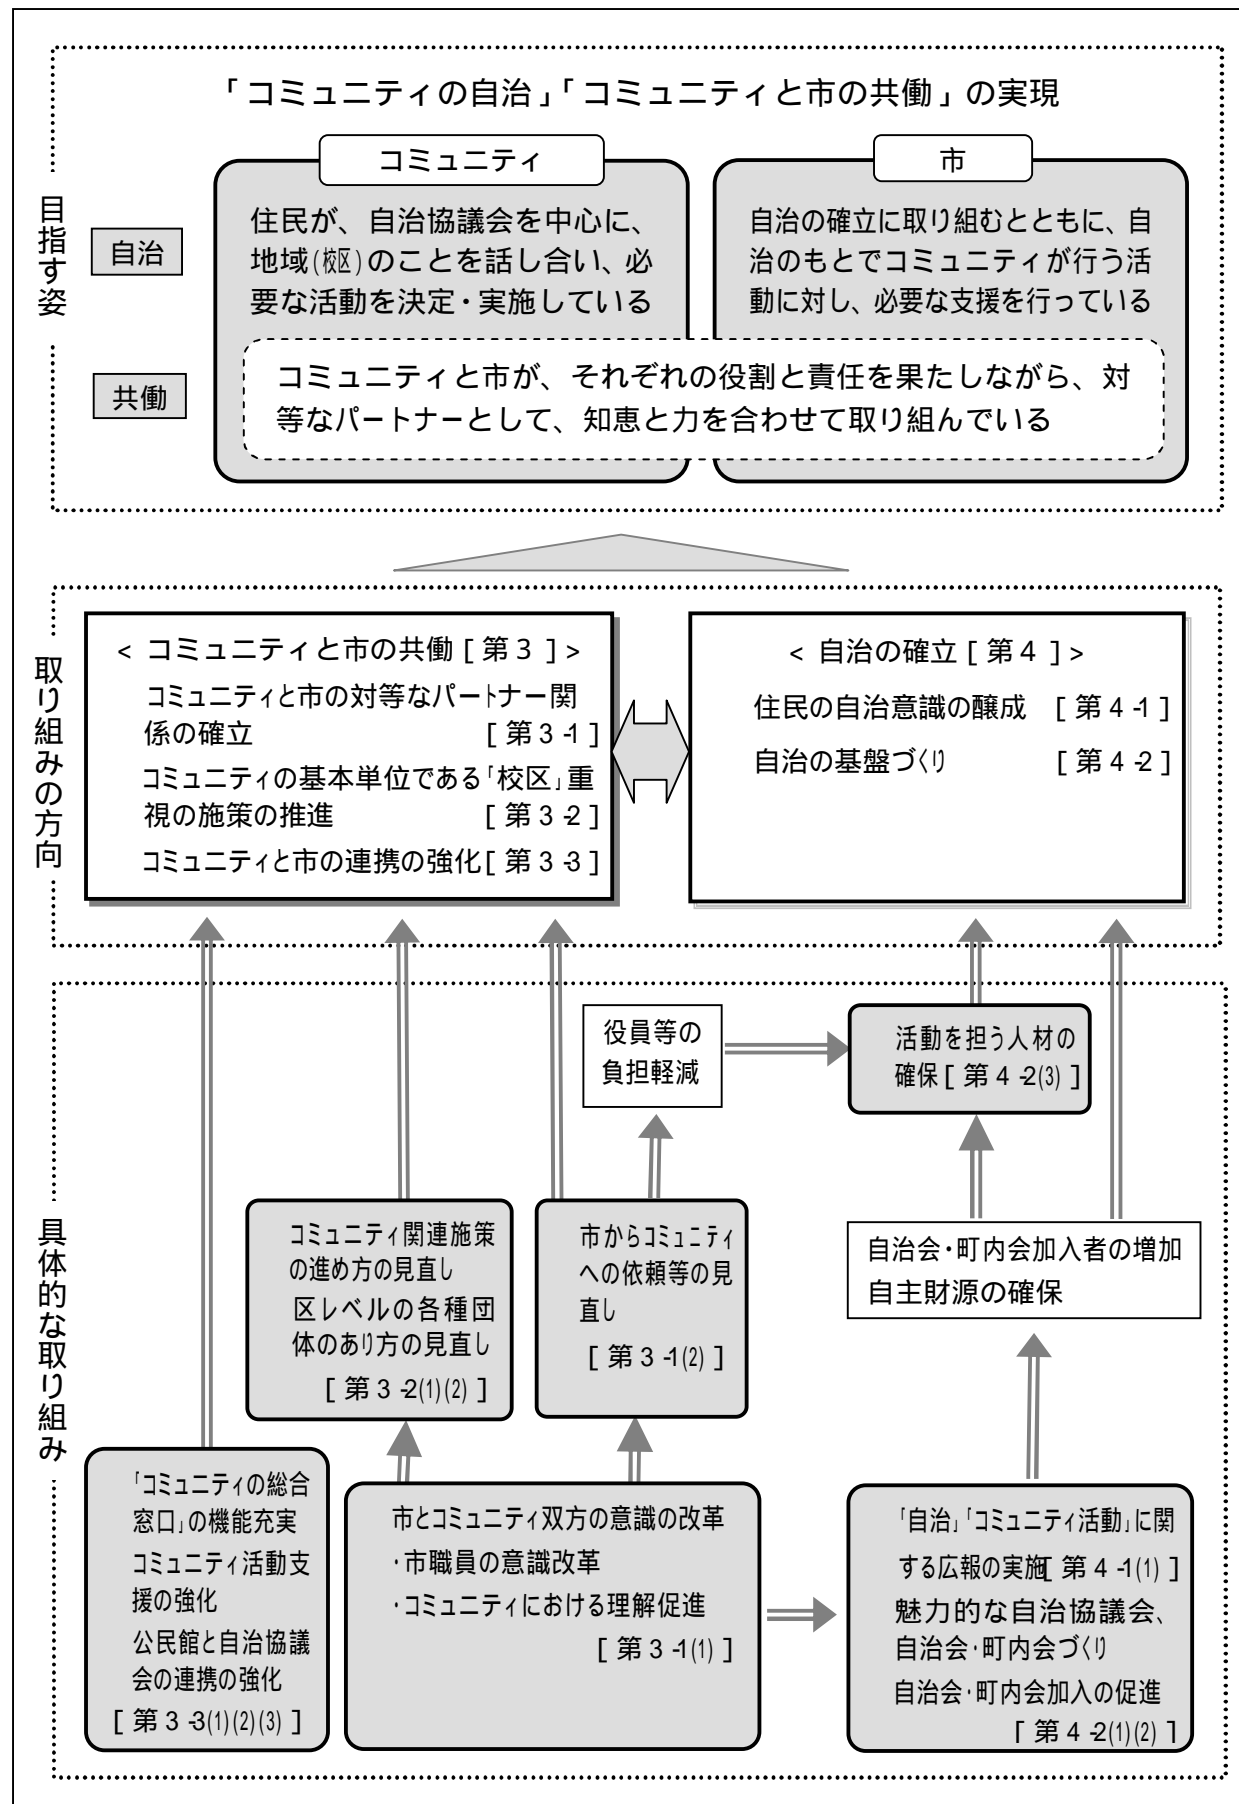 「コミュニティの自治」「コミュニティと市の共働」の実現
目指す姿
コミュニティ
市
自治
住民が、自治協議会を中心に、
地域(校区)のことを話し合い、必
要な活動を決定・実施している
自治の確立に取り組むとともに、自
治のもとでコミュニティが行う活
動に対し、必要な支援を行っている
共働
コミュニティと市が、それぞれの役割と責任を果たしながら、対
等なパートナーとして、知恵と力を合わせて取り組んでいる
取り組みの方向
< コミュニティと市の共働 [ 第3 ] >
コミュニティと市の対等なパートナー関
係の確立 [ 第3-1 ]
コミュニティの基本単位である「校区」重
視の施策の推進 [ 第3-2 ]
コミュニティと市の連携の強化 [ 第3-3 ]
< 自治の確立 [ 第4 ] >
住民の自治意識の醸成 [ 第4-1 ]
自治の基盤づくり [ 第4-2 ]
具体的な取り組み
役員等の
負担軽減
活動を担う人材の
確保 [ 第4-2(3) ]
コミュニティ関連施策
の進め方の見直し
区レベルの各種団
体のあり方の見直し
[ 第3-2(1)(2) ]
市からコミュニティ
への依頼等の見
直し
[ 第3-1(2) ]
自治会・町内会加入者の増加
自主財源の確保
「コミュニティの総合
窓口」の機能充実
コミュニティ活動支
援の強化
公民館と自治協議
会の連携の強化
[ 第3-3(1)(2)(3) ]
市とコミュニティ双方の意識の改革
・市職員の意識改革
・コミュニティにおける理解促進
[ 第3-1(1) ]
「自治」「コミュニティ活動」に関
する広報の実施[ 第4-1(1) ]
魅力的な自治協議会、
自治会・町内会づくり
自治会・町内会加入の促進
[ 第4-2(1)(2) ]